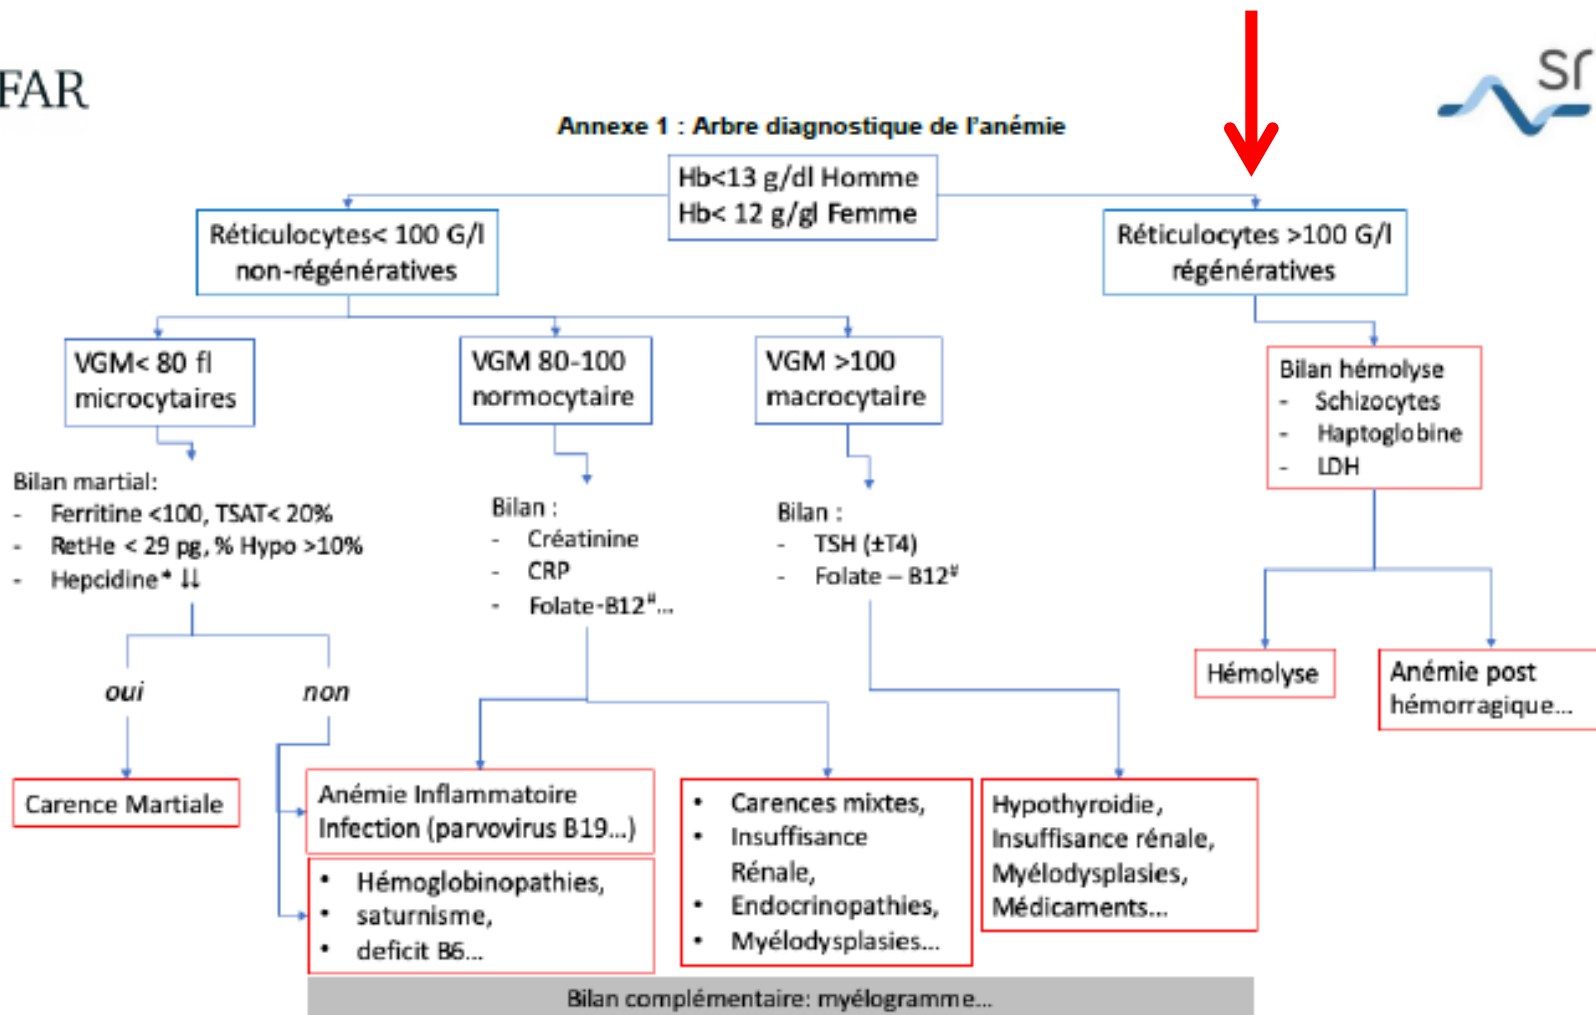 FAR
sr
Annexe 1 : Arbre diagnostique de l'anémie
Hb<13 g/dl Homme
Hb< 12 g/gl Femme
Réticulocytes< 100 G/l
non-régénératives
Réticulocytes >100 G/l
régénératives
VGM< 80 fl
microcytaires
VGM 80-100
normocytaire
VGM >100
macrocytaire
Bilan hémolyse
- Schizocytes
- Haptoglobine
- LDH
Bilan martial:
- Ferritine <100, TSAT< 20%
- RetHe < 29 pg, % Hypo >10%
- Hepcidine* ↓↓
Bilan :
- Créatinine
- CRP
- Folate-B12#...
Bilan :
- TSH (±T4)
- Folate – B12#
oui
non
Hémolyse
Anémie post
hémorragique...
Carence Martiale
Anémie Inflammatoire
Infection (parvovirus B19...)
• Hémoglobinopathies,
• saturnisme,
• deficit B6...
• Carences mixtes,
• Insuffisance
Rénale,
• Endocrinopathies,
• Myélodysplasies...
Hypothyroidie,
Insuffisance rénale,
Myélodysplasies,
Médicaments...
Bilan complémentaire: myélogramme...